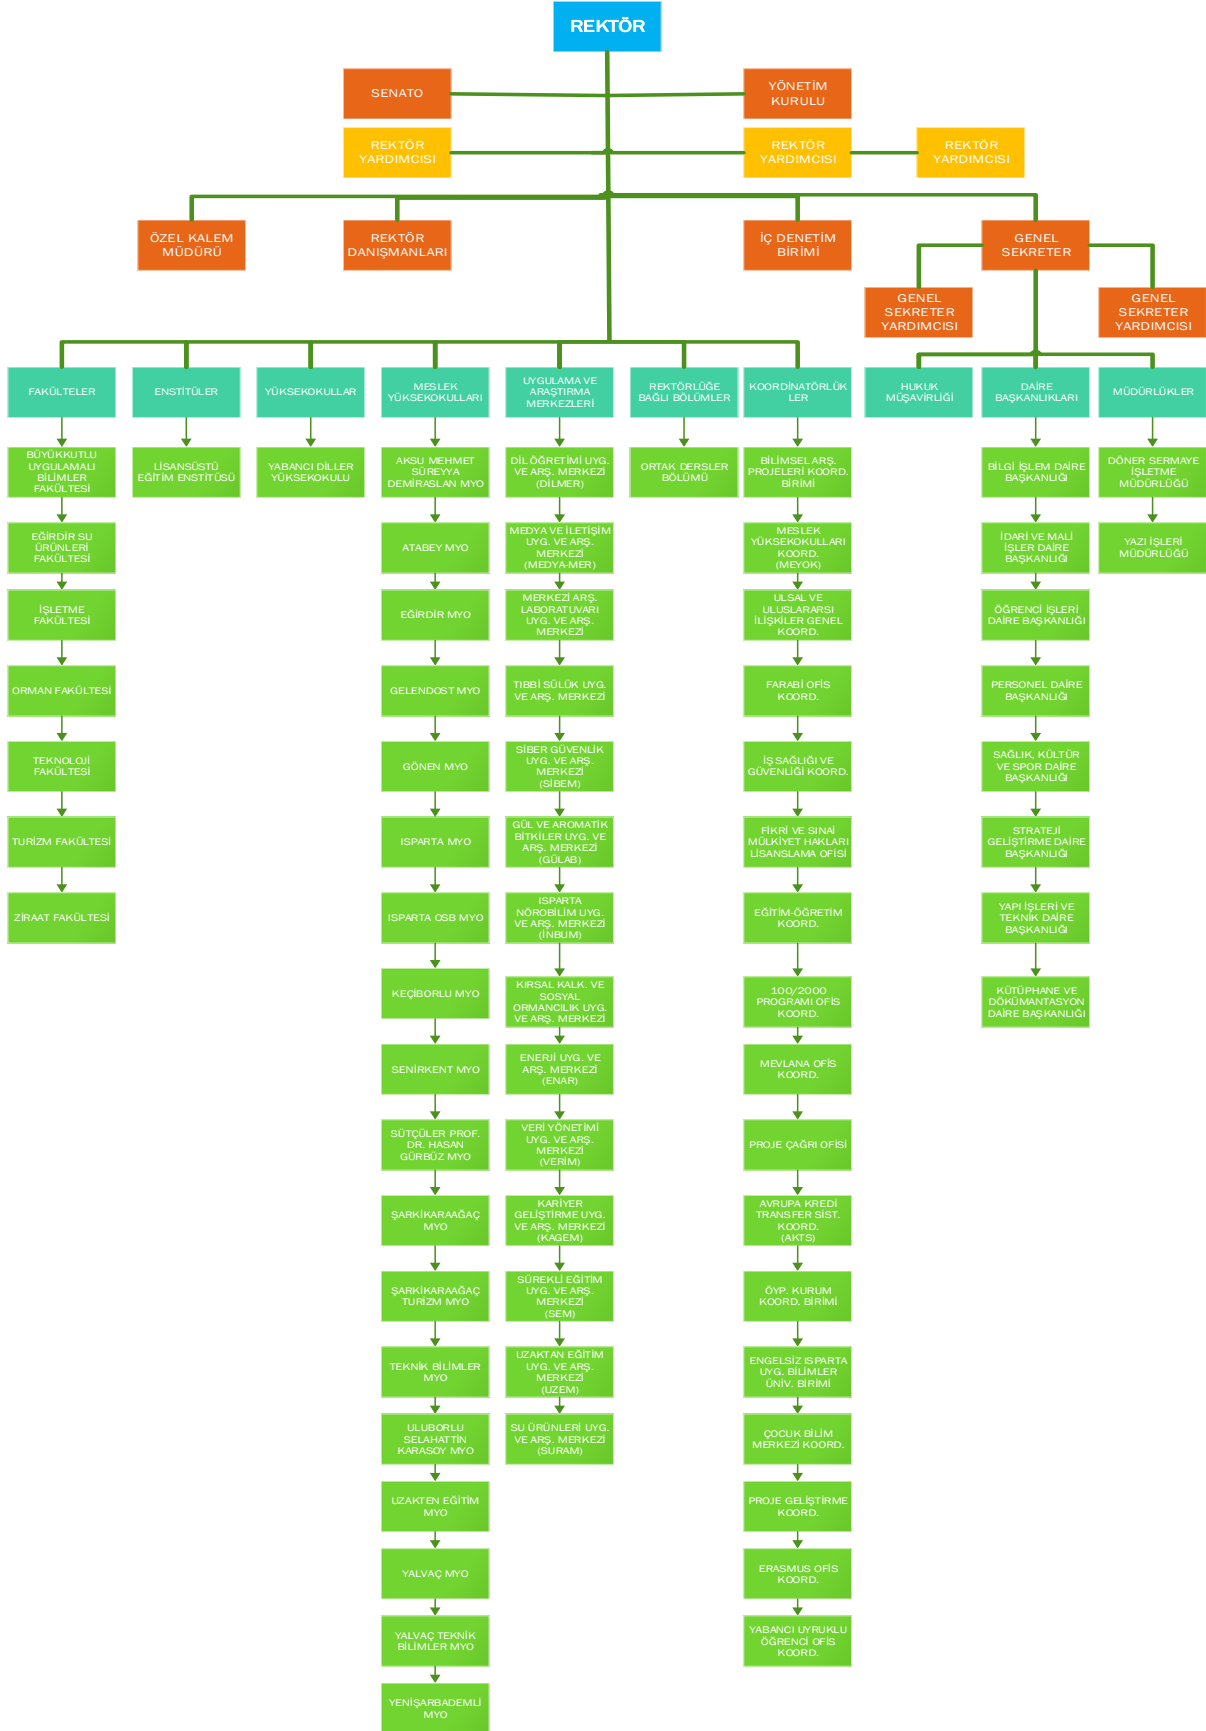 REKTÖR
SENATO
YÖNETİM
KURULU
REKTÖR
YARDIMCISI
REKTÖR
YARDIMCISI
REKTÖR
YARDIMCISI
ÖZEL KALEM
MÜDÜRÜ
REKTÖR
DANIŞMANLARI
İÇ DENETİM
BİRİMİ
GENEL
SEKRETER
GENEL
SEKRETER
YARDIMCISI
GENEL
SEKRETER
YARDIMCISI
FAKÜLTELER
ENSTİTÜLER
YÜKSEKOKULLAR
MESLEK
YÜKSEKOKULLARI
UYGULAMA VE
ARAŞTIRMA
MERKEZLERİ
REKTÖRLÜĞE
BAĞLI BÖLÜMLER
KOORDİNATÖRLÜK
LER
HUKUK
MÜŞAVİRLİĞİ
DAİRE
BAŞKANLIKLARI
MÜDÜRLÜKLER
BÜYÜKKUTLU
UYGULAMALI
BİLİMLER
FAKÜLTESİ
EĞİRDİR SU
ÜRÜNLERİ
FAKÜLTESİ
İŞLETME
FAKÜLTESİ
ORMAN FAKÜLTESİ
TEKNOLOJİ
FAKÜLTESİ
TURİZM FAKÜLTESİ
ZİRAAT FAKÜLTESİ
LİSANSÜSTÜ
EĞİTİM ENSTİTÜSÜ
YABANCI DİLLER
YÜKSEKOKULU
AKSU MEHMET
SÜREYYA
DEMİRASLAN MYO
ATABEY MYO
EĞİRDİR MYO
GELENDOST MYO
GÖNEN MYO
ISPARTA MYO
ISPARTA OSB MYO
KEÇİBORLU MYO
SENİRKENT MYO
SÜTÇÜLER PROF.
DR. HASAN
GÜRBÜZ MYO
ŞARKİKARAAĞAÇ
MYO
ŞARKİKARAAĞAÇ
TURİZM MYO
TEKNİK BİLİMLER
MYO
ULUBORLU
SELAHATTİN
KARASOY MYO
UZAKTEN EĞİTİM
MYO
YALVAÇ MYO
YALVAÇ TEKNİK
BİLİMLER MYO
YENİŞARBADEMLİ
MYO
DİL ÖĞRETİMİ UYG.
VE ARŞ. MERKEZİ
(DİLMER)
MEDYA VE İLETİŞİM
UYG. VE ARŞ.
MERKEZİ
(MEDYA-MER)
MERKEZİ ARŞ.
LABORATUVARI
UYG. VE ARŞ.
MERKEZİ
TIBBİ SÜLÜK UYG.
VE ARŞ. MERKEZİ
SİBER GÜVENLİK
UYG. VE ARŞ.
MERKEZİ
(SİBEM)
GÜL VE AROMATİK
BİTKİLER UYG. VE
ARŞ. MERKEZİ
(GÜLAB)
ISPARTA
NÖROBİLİM UYG.
VE ARŞ. MERKEZİ
(İNBUM)
KIRSAL KALK. VE
SOSYAL
ORMANCILIK UYG.
VE ARŞ. MERKEZİ
ENERJİ UYG. VE
ARŞ. MERKEZİ
(ENAR)
VERİ YÖNETİMİ
UYG. VE ARŞ.
MERKEZİ
(VERİM)
KARİYER
GELİŞTİRME UYG.
VE ARŞ. MERKEZİ
(KAGEM)
SÜREKLİ EĞİTİM
UYG. VE ARŞ.
MERKEZİ
(SEM)
UZAKTAN EĞİTİM
UYG. VE ARŞ.
MERKEZİ
(UZEM)
SU ÜRÜNLERİ UYG.
VE ARŞ. MERKEZİ
(SURAM)
ORTAK DERSLER
BÖLÜMÜ
BİLİMSEL ARŞ.
PROJELERİ KOORD.
BİRİMİ
MESLEK
YÜKSEKOKULLARI
KOORD.
(MEYOK)
ULSAL VE
ULUSLARARSI
İLİŞKİLER GENEL
KOORD.
FARABİ OFİS
KOORD.
İŞ SAĞLIĞI VE
GÜVENLİĞİ KOORD.
FİKRİ VE SINAİ
MÜLKİYET HAKLARI
LİSANSLAMA OFİSİ
EĞİTİM-ÖĞRETİM
KOORD.
100/2000
PROGRAMI OFİS
KOORD.
MEVLANA OFİS
KOORD.
PROJE ÇAĞRI OFİSİ
AVRUPA KREDİ
TRANSFER SİST.
KOORD.
(AKTS)
ÖYP. KURUM
KOORD. BİRİMİ
ENGELSİZ ISPARTA
UYG. BİLİMLER
ÜNİV. BİRİMİ
ÇOCUK BİLİM
MERKEZİ KOORD.
PROJE GELİŞTİRME
KOORD.
ERASMUS OFİS
KOORD.
YABANCI UYRUKLU
ÖĞRENCİ OFİS
KOORD.
BİLGİ İŞLEM DAİRE
BAŞKANLIĞI
İDARİ VE MALİ
İŞLER DAİRE
BAŞKANLIĞI
ÖĞRENCİ İŞLERİ
DAİRE BAŞKANLIĞI
PERSONEL DAİRE
BAŞKANLIĞI
SAĞLIK, KÜLTÜR
VE SPOR DAİRE
BAŞKANLIĞI
STRATEJİ
GELİŞTİRME DAİRE
BAŞKANLIĞI
YAPI İŞLERİ VE
TEKNİK DAİRE
BAŞKANLIĞI
KÜTÜPHANE VE
DÖKÜMANTASYON
DAİRE BAŞKANLIĞI
DÖNER SERMAYE
İŞLETME
MÜDÜRLÜĞÜ
YAZI İŞLERİ
MÜDÜRLÜĞÜ